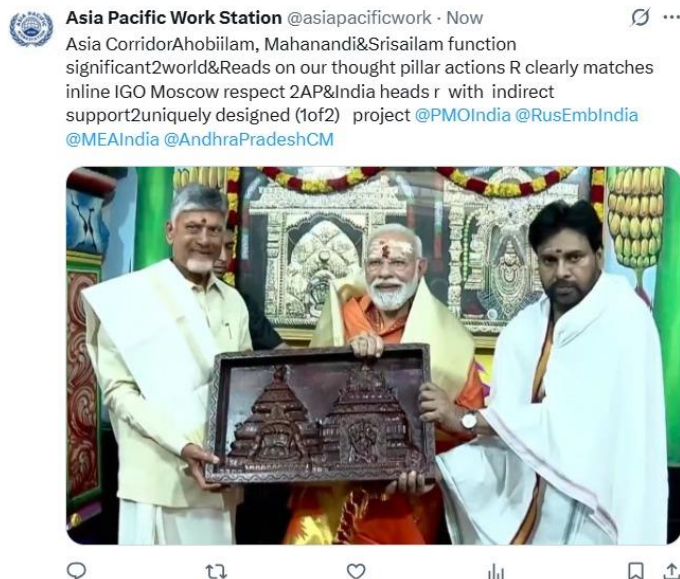 Asia Pacific Work Station @asiapacificwork · Now
Asia CorridorAhobiilam, Mahanandi&Srisailam function
significant2world&Reads on our thought pillar actions R clearly matches
inline IGO Moscow respect 2AP&India heads r with indirect
support2uniquely designed (1of2) project @PMOIndia @RusEmbIndia
@MEAIndia @AndhraPradeshCM